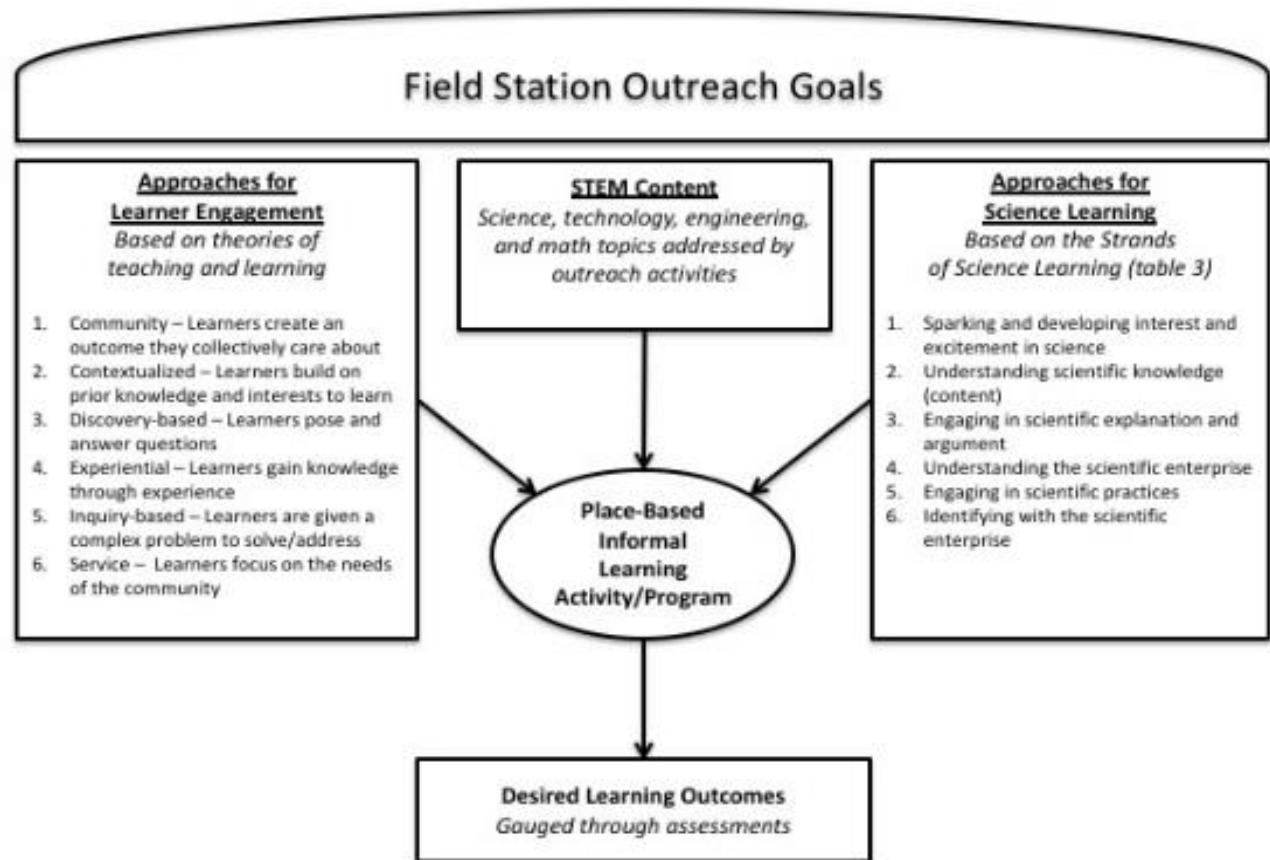 Field Station Outreach Goals
Approaches for
Learner Engagement
Based on theories of
teaching and learning
1. Community – Learners create an
outcome they collectively care about
2. Contextualized – Learners build on
prior knowledge and interests to learn
3. Discovery-based – Learners pose and
answer questions
4. Experiential – Learners gain knowledge
through experience
5. Inquiry-based – Learners are given a
complex problem to solve/address
6. Service – Learners focus on the needs
of the community
STEM Content
Science, technology, engineering,
and math topics addressed by
outreach activities
Approaches for
Science Learning
Based on the Strands
of Science Learning (table 3)
1. Sparking and developing interest and
excitement in science
2. Understanding scientific knowledge
(content)
3. Engaging in scientific explanation and
argument
4. Understanding the scientific enterprise
5. Engaging in scientific practices
6. Identifying with the scientific
enterprise
Place-Based
Informal
Learning
Activity/Program
Desired Learning Outcomes
Gauged through assessments